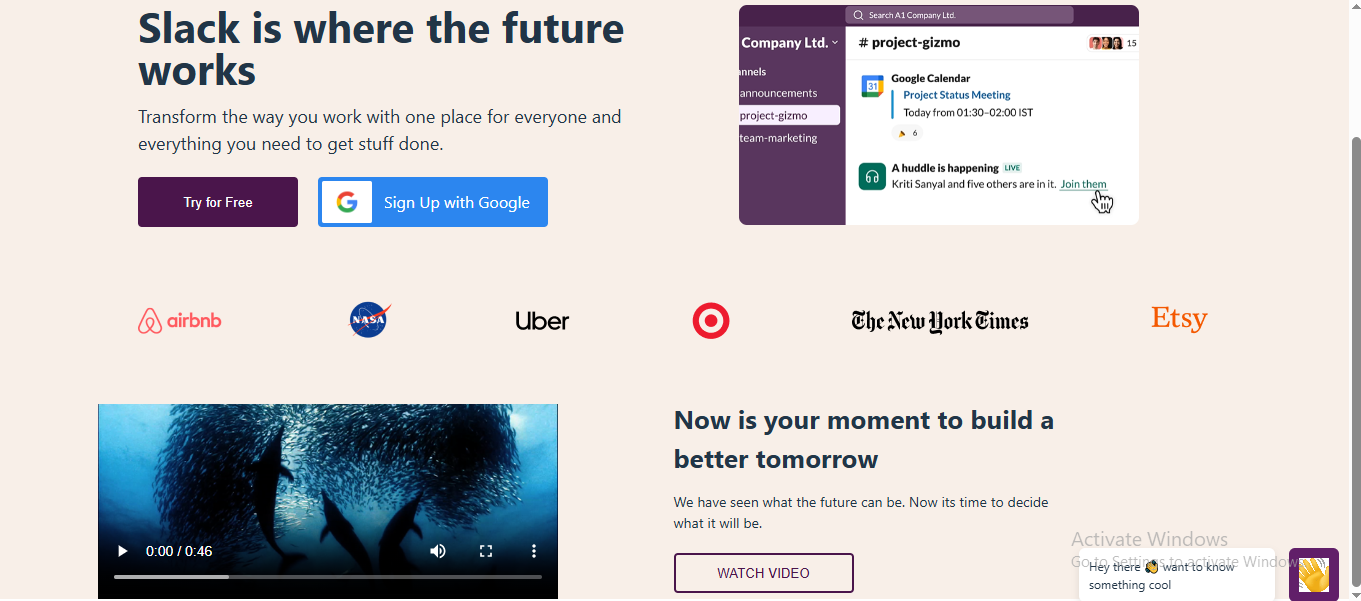 Slack is where the future
works
Transform the way you work with one place for everyone and
everything you need to get stuff done.
Try for Free
Sign Up with Google
Search A1 Company Ltd.
Company Ltd.
# project-gizmo
15
nnels
announcements
project-gizmo
team-marketing
31
Google Calendar
Project Status Meeting
Today from 01:30–02:00 IST
6
A huddle is happening LIVE
Kriti Sanyal and five others are in it. Join them
airbnb
NASA
Uber
The New York Times
Etsy
0:00 / 0:46
Now is your moment to build a
better tomorrow
We have seen what the future can be. Now its time to decide
what it will be.
WATCH VIDEO
Activate Windows
Go to Settings to activate Windows.
Hey there 👋 want to know
something cool